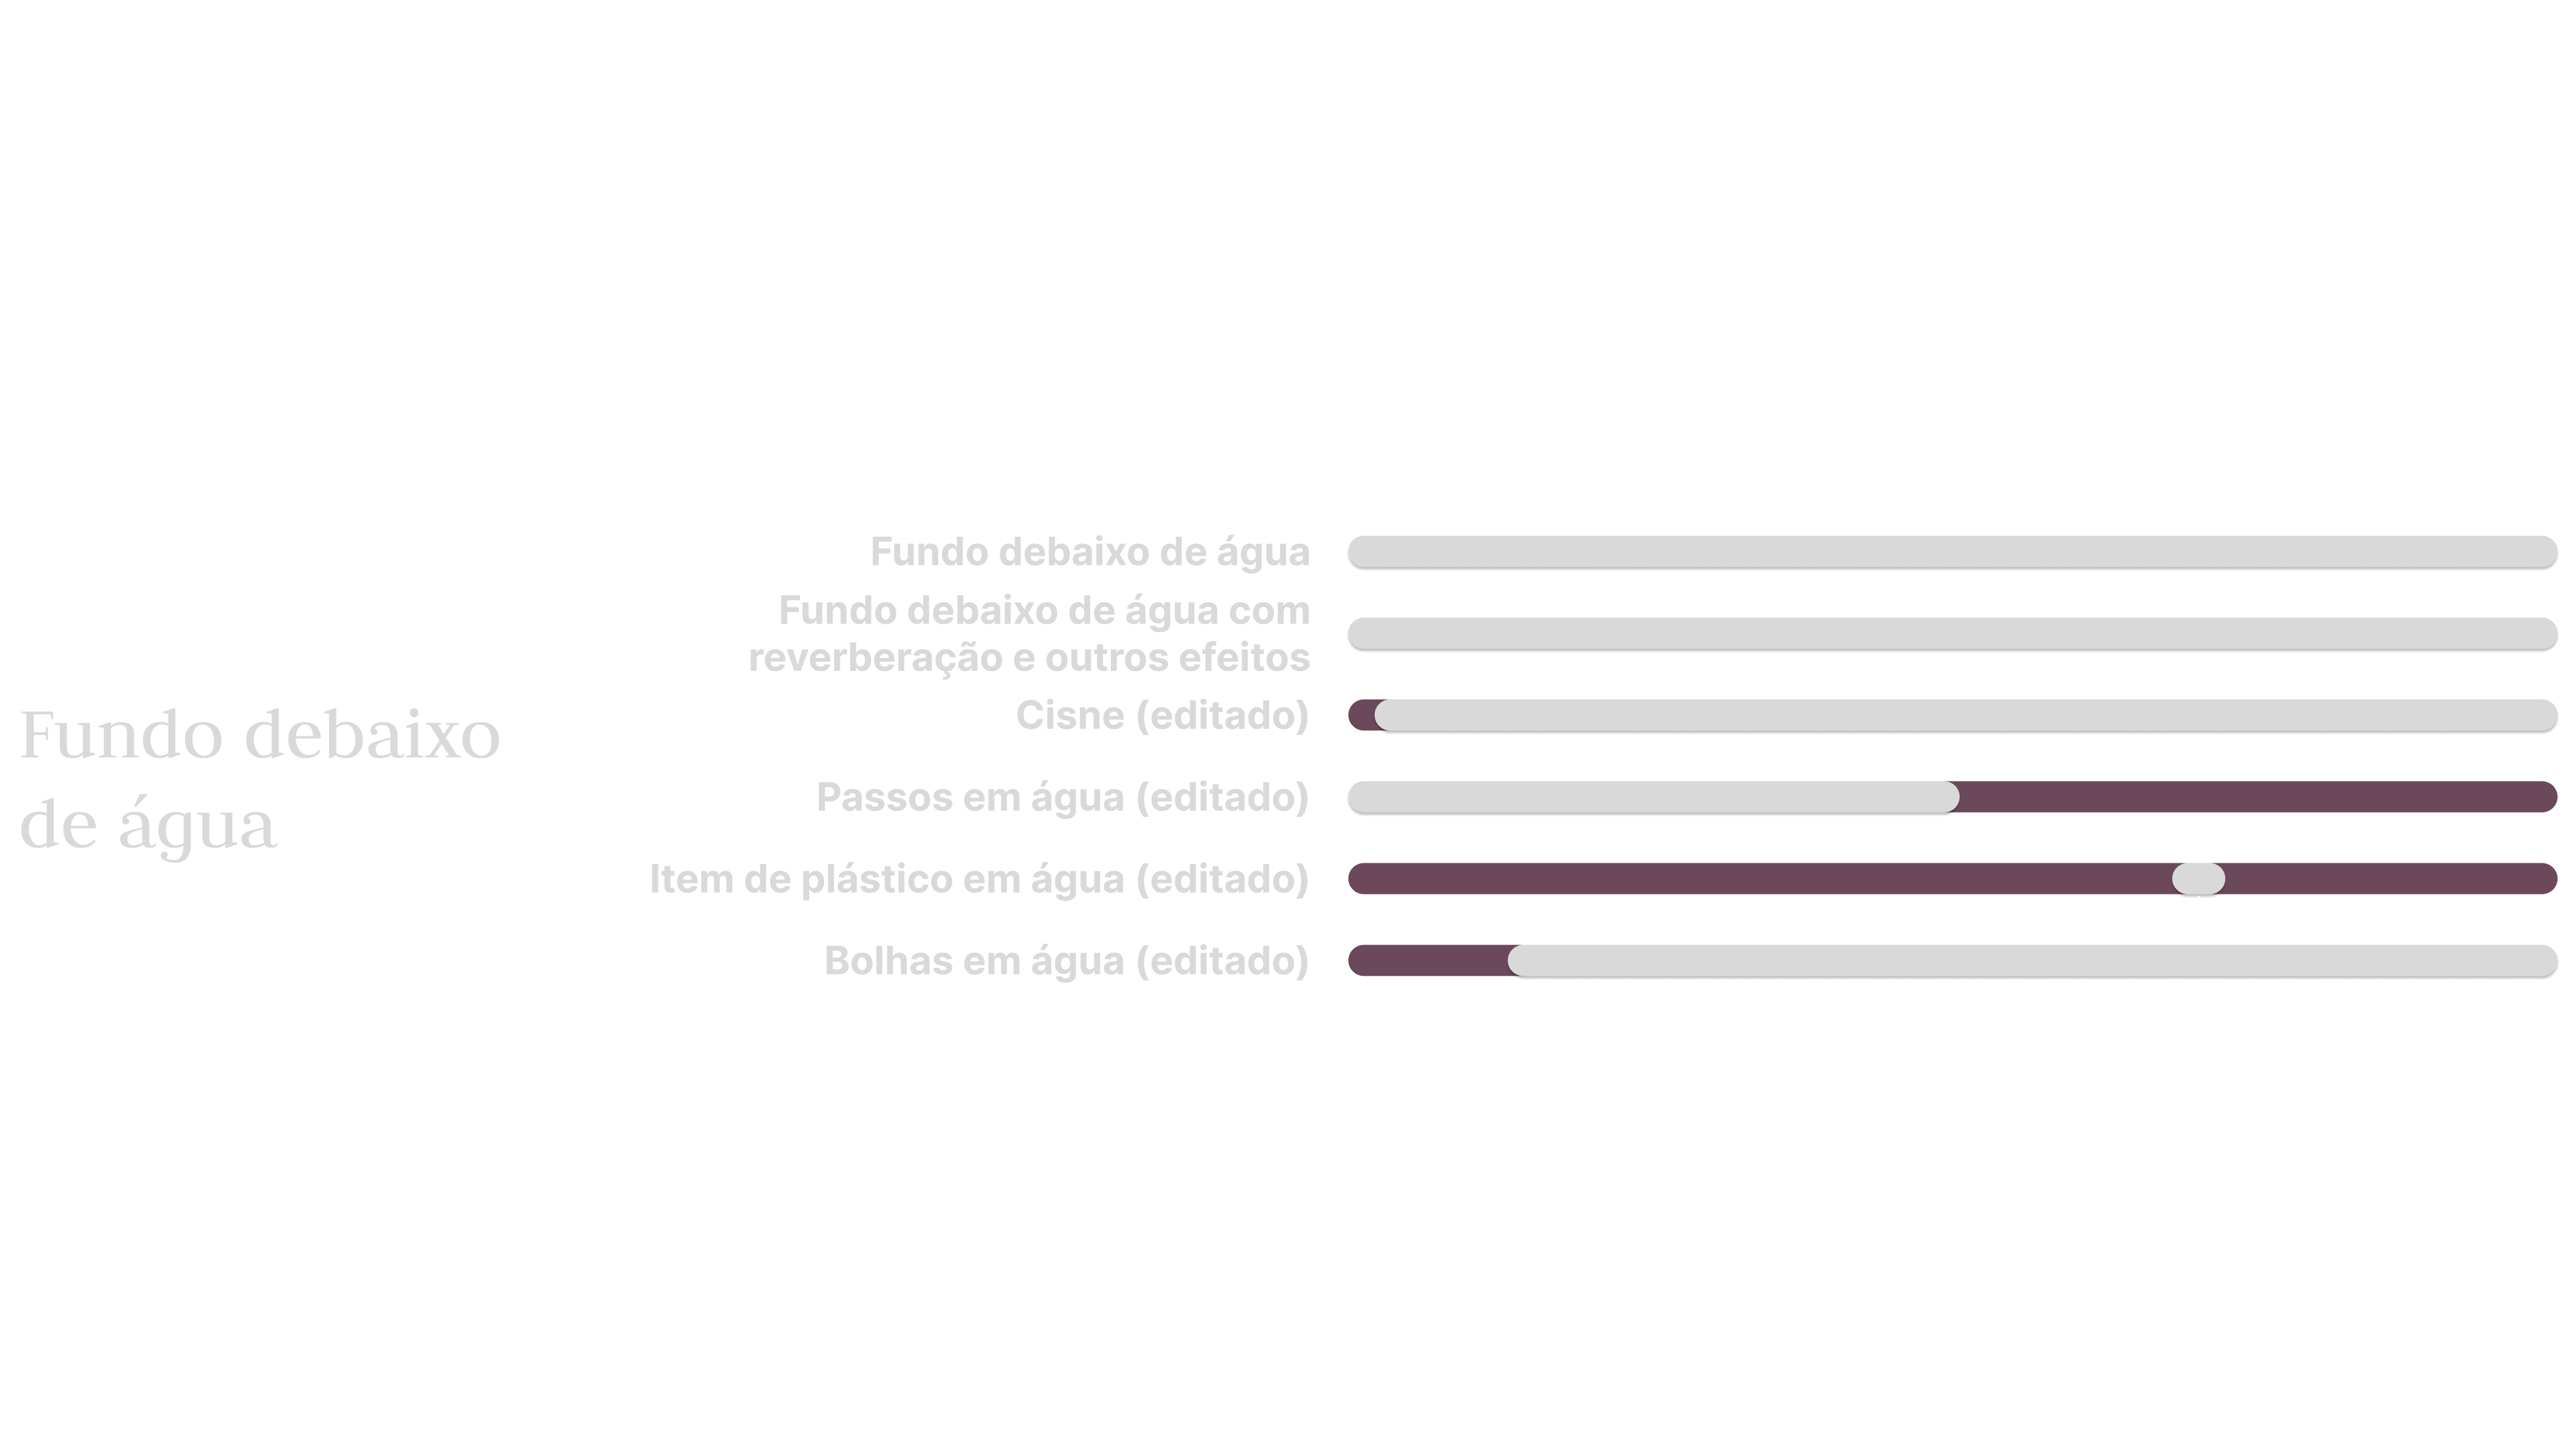 Fundo debaixo
de água
Fundo debaixo de água
Fundo debaixo de água com
reverberação e outros efeitos
Cisne (editado)
Passos em água (editado)
Item de plástico em água (editado)
Bolhas em água (editado)